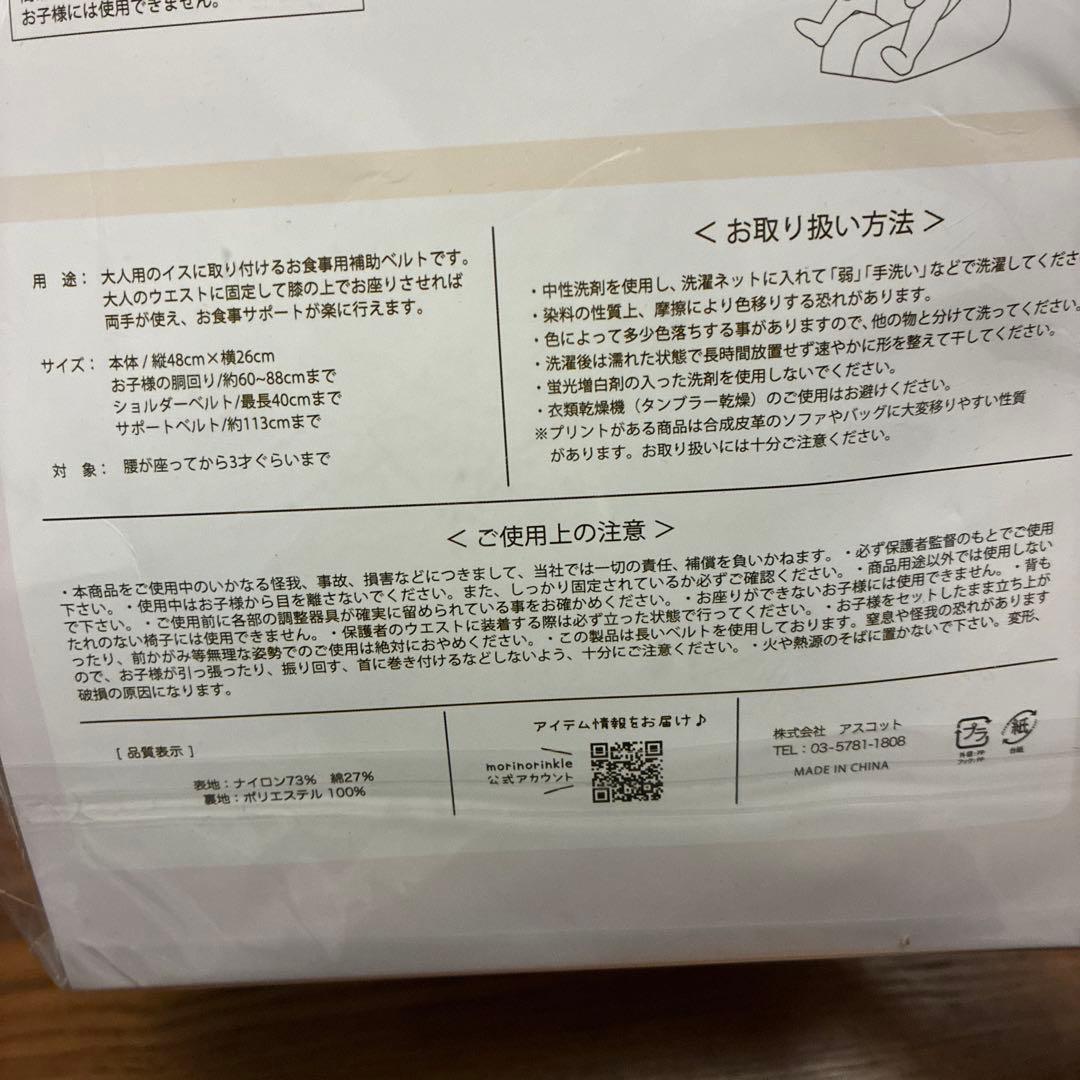 お子様には使用できません。
用 途： 大人用のイスに取り付けるお食事用補助ベルトです。
大人のウエストに固定して膝の上でお座りさせれば
両手が使え、お食事サポートが楽に行えます。
サイズ： 本体 / 縦48cm×横26cm
お子様の胴回り/約60~88cmまで
ショルダーベルト/最長40cmまで
サポートベルト/約113cmまで
対 象： 腰が座ってから3才ぐらいまで
＜ お取り扱い方法 ＞
・中性洗剤を使用し、洗濯ネットに入れて「弱」「手洗い」などで洗濯してくださ
・染料の性質上、摩擦により色移りする恐れがあります。
・色によって多少色落ちする事がありますので、他の物と分けて洗ってください。
・洗濯後は濡れた状態で長時間放置せず速やかに形を整えて干してください。
・蛍光増白剤の入った洗剤を使用しないでください。
・衣類乾燥機（タンブラー乾燥）のご使用はお避けください。
※プリントがある商品は合成皮革のソファやバッグに大変移りやすい性質
があります。お取り扱いには十分ご注意ください。
＜ ご使用上の注意 ＞
・本商品をご使用中のいかなる怪我、事故、損害などにつきまして、当社では一切の責任、補償を負いかねます。・必ず保護者監督のもとでご使用
下さい。・使用中はお子様から目を離さないでください。また、しっかり固定されているか必ずご確認ください。・商品用途以外では使用しない
で下さい。・ご使用前に各部の調整器具が確実に留められている事をお確かめください。・お座りができないお子様には使用できません。・背も
たれのない椅子には使用できません。・保護者のウエストに装着する際は必ず立った状態で行ってください。・お子様をセットしたまま立ち上が
ったり、前かがみ等無理な姿勢でのご使用は絶対におやめください。・この製品は長いベルトを使用しております。窒息や怪我の恐れがあります
ので、お子様が引っ張ったり、振り回す、首に巻き付けるなどしないよう、十分にご注意ください。・火や熱源のそばに置かないで下さい。変形、
破損の原因になります。
[ 品質表示 ]
表地：ナイロン73% 綿27%
裏地：ポリエステル 100%
アイテム情報をお届け♪
morinorinkle
公式アカウント
株式会社 アスコット
TEL：03-5781-1808
MADE IN CHINA
プラ
外袋：PP
フック：PP
紙
台紙